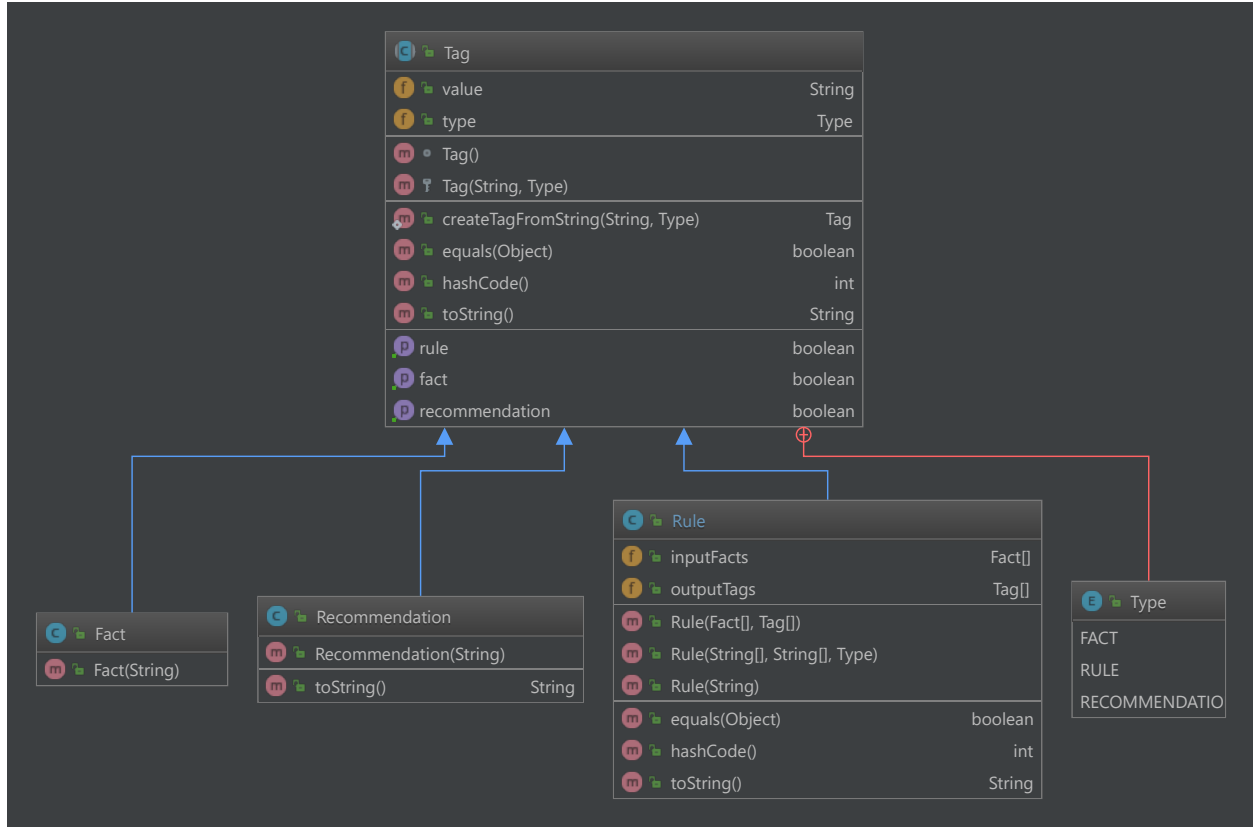 Tag
value String
type Type
Tag()
Tag(String, Type)
createTagFromString(String, Type) Tag
equals(Object) boolean
hashCode() int
toString() String
rule boolean
fact boolean
recommendation boolean
Fact
Fact(String)
Recommendation
Recommendation(String)
toString() String
Rule
inputFacts Fact[]
outputTags Tag[]
Rule(Fact[], Tag[])
Rule(String[], String[], Type)
Rule(String)
equals(Object) boolean
hashCode() int
toString() String
Type
FACT
RULE
RECOMMENDATIO